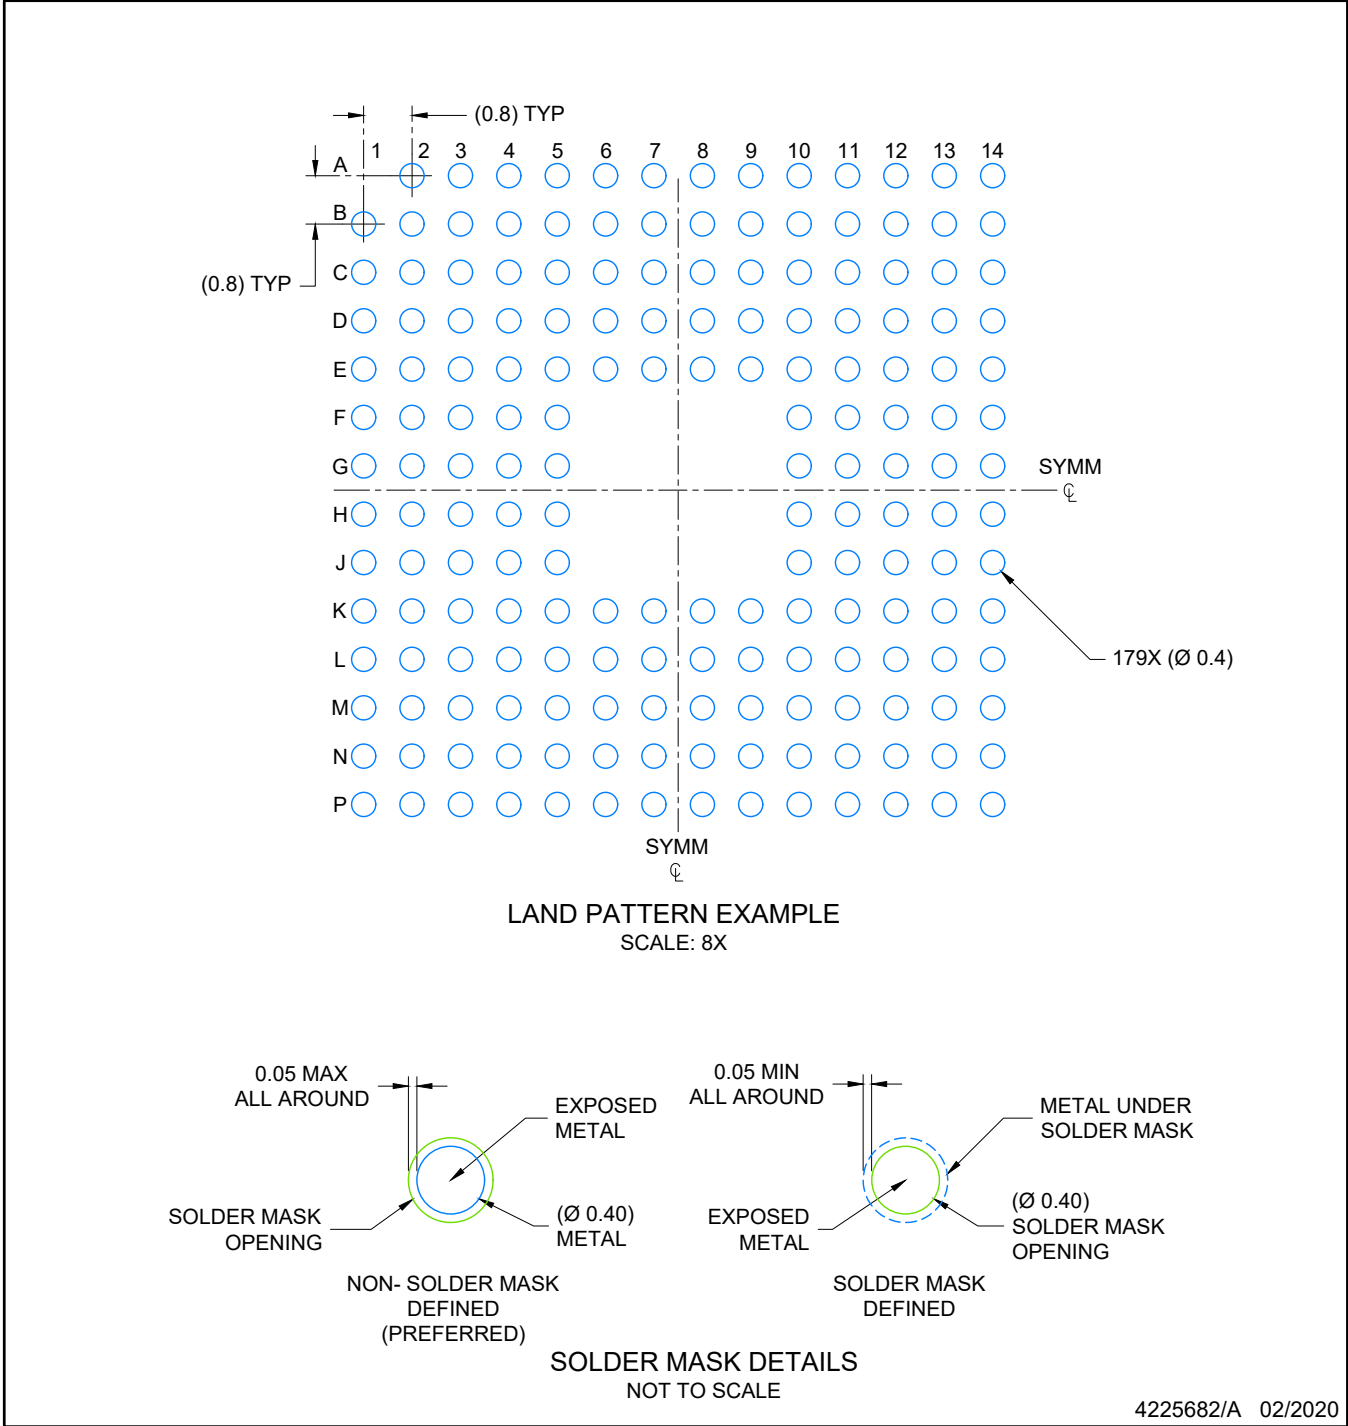 (0.8) TYP
1 2 3 4 5 6 7 8 9 10 11 12 13 14
A
B
C
(0.8) TYP
D
E
F
G
SYMM
℄
H
J
K
L
179X (Ø 0.4)
M
N
P
SYMM
℄
LAND PATTERN EXAMPLE
SCALE: 8X
0.05 MAX
ALL AROUND
EXPOSED
METAL
SOLDER MASK
OPENING
(Ø 0.40)
METAL
NON- SOLDER MASK
DEFINED
(PREFERRED)
0.05 MIN
ALL AROUND
METAL UNDER
SOLDER MASK
EXPOSED
METAL
(Ø 0.40)
SOLDER MASK
OPENING
SOLDER MASK
DEFINED
SOLDER MASK DETAILS
NOT TO SCALE
4225682/A 02/2020